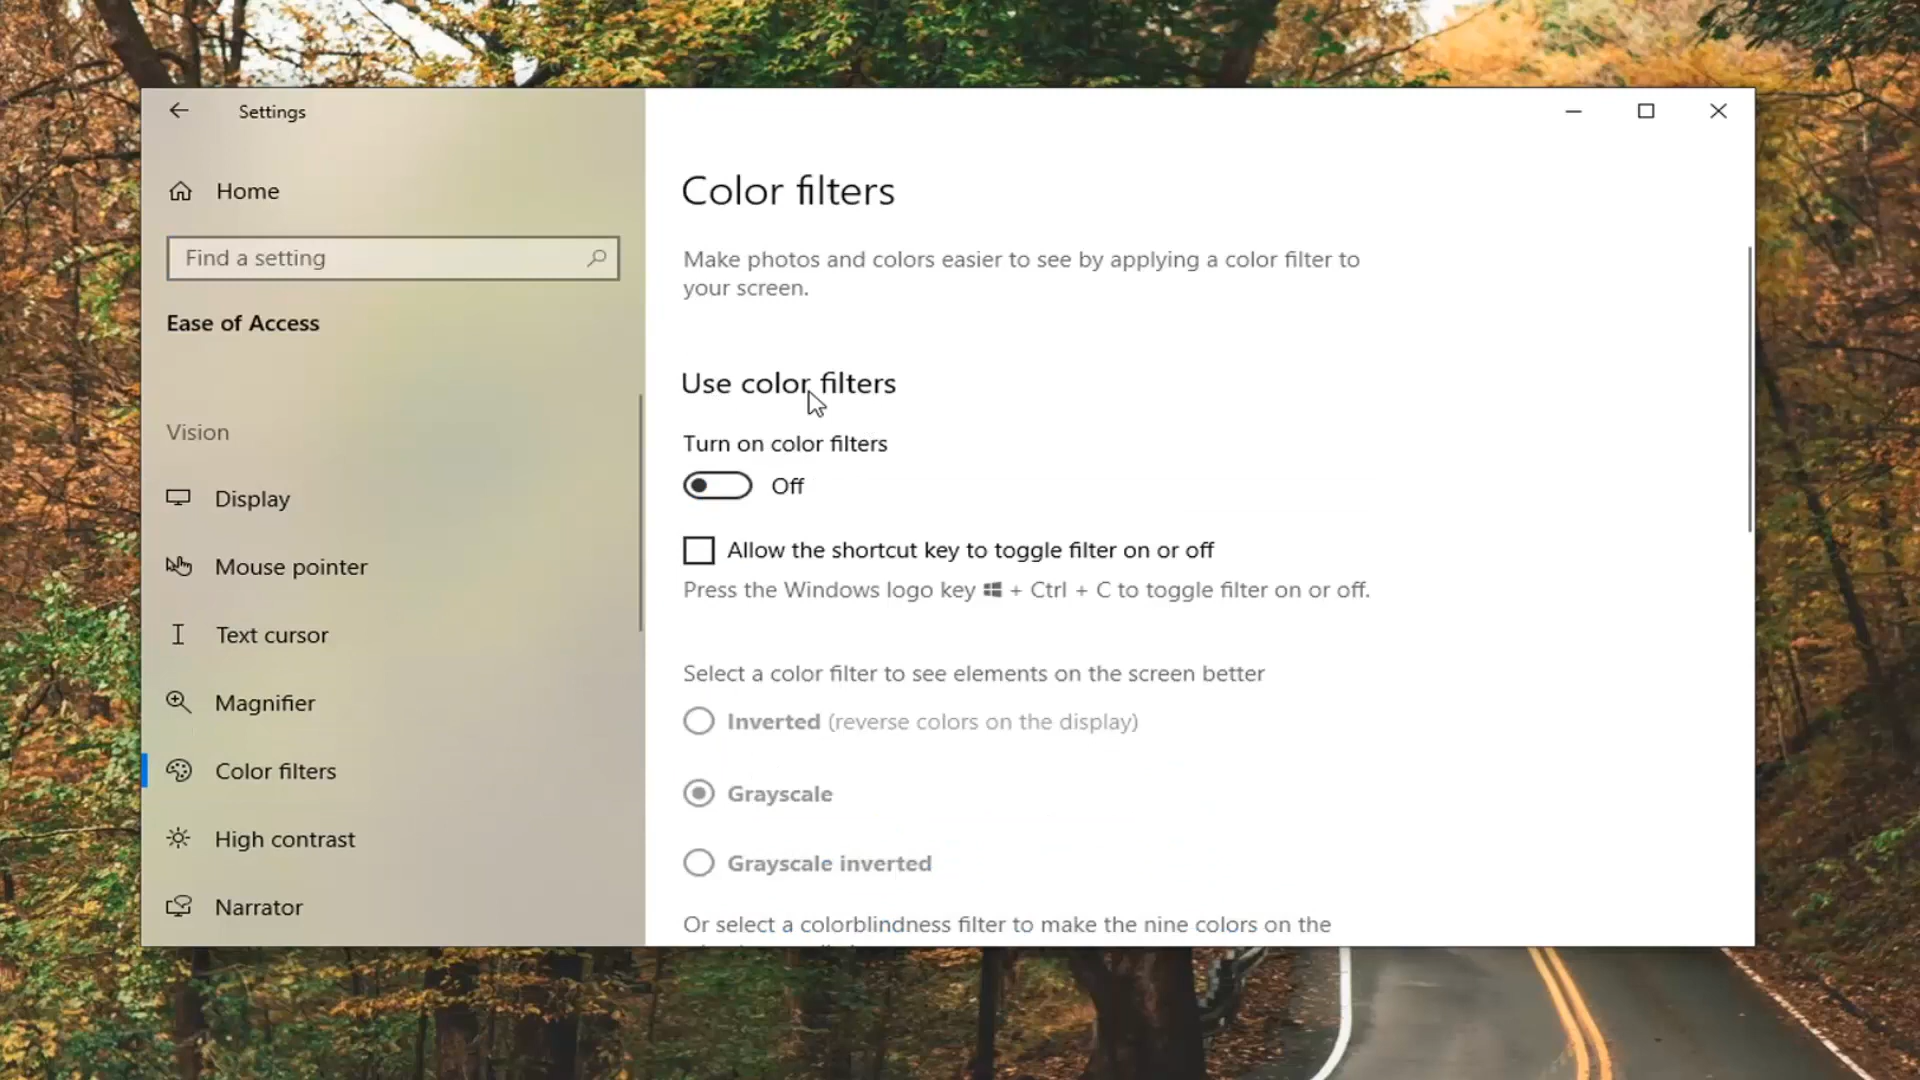 Settings
Home
Find a setting
Ease of Access
Vision
Display
Mouse pointer
Text cursor
Magnifier
Color filters
High contrast
Narrator
Color filters
Make photos and colors easier to see by applying a color filter to
your screen.
Use color filters
Turn on color filters
Off
Allow the shortcut key to toggle filter on or off
Press the Windows logo key + Ctrl + C to toggle filter on or off.
Select a color filter to see elements on the screen better
Inverted (reverse colors on the display)
Grayscale
Grayscale inverted
Or select a colorblindness filter to make the nine colors on the